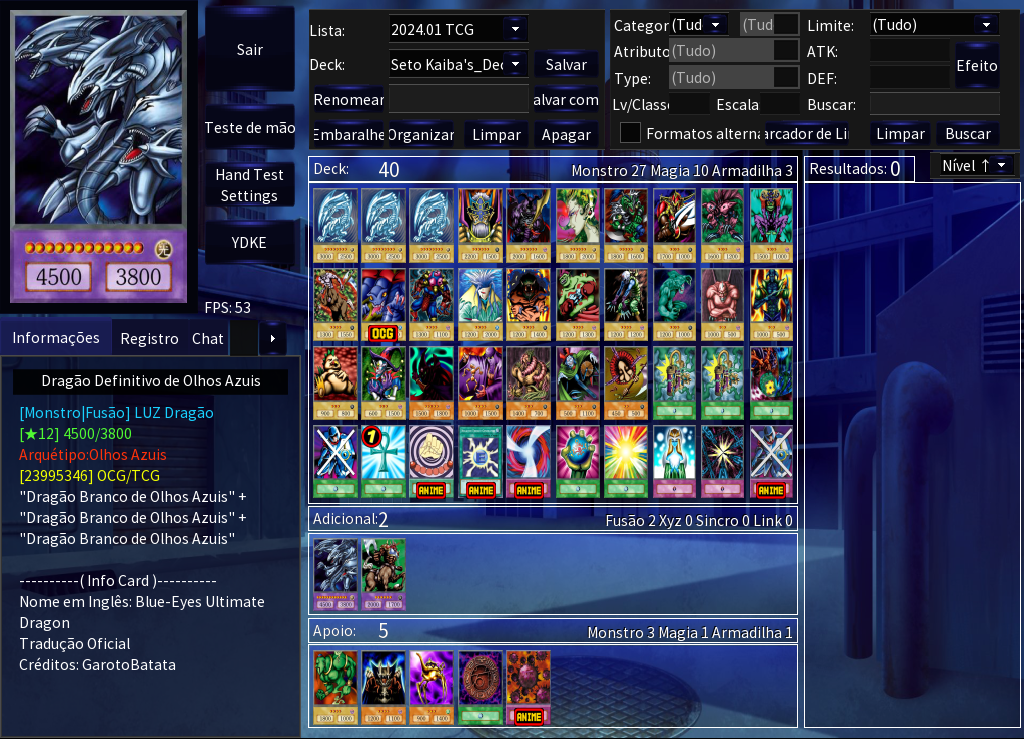 4500 3800
Sair
Teste de mão
Hand Test
Settings
YDKE
FPS: 53
Informações Registro Chat
Dragão Definitivo de Olhos Azuis
[Monstro|Fusão] LUZ Dragão
[★12] 4500/3800
Arquétipo:Olhos Azuis
[23995346] OCG/TCG
"Dragão Branco de Olhos Azuis" +
"Dragão Branco de Olhos Azuis" +
"Dragão Branco de Olhos Azuis"
----------( Info Card )----------
Nome em Inglês: Blue-Eyes Ultimate
Dragon
Tradução Oficial
Créditos: GarotoBatata
Lista: 2024.01 TCG
Deck: Seto Kaiba's_Dec Salvar
Renomear alvar com
Embaralhe Organizar Limpar Apagar
Categor (Tud (Tud Limite: (Tudo)
Atributo (Tudo) ATK:
Type: (Tudo) DEF: Efeito
Lv/Classe Escala Buscar:
Formatos alterna arcador de Li Limpar Buscar
Deck: 40 Monstro 27 Magia 10 Armadilha 3
Resultados: 0 Nível ↑
OCG
1
ANIME ANIME ANIME ANIME
Adicional: 2 Fusão 2 Xyz 0 Sincro 0 Link 0
Apoio: 5 Monstro 3 Magia 1 Armadilha 1
ANIME